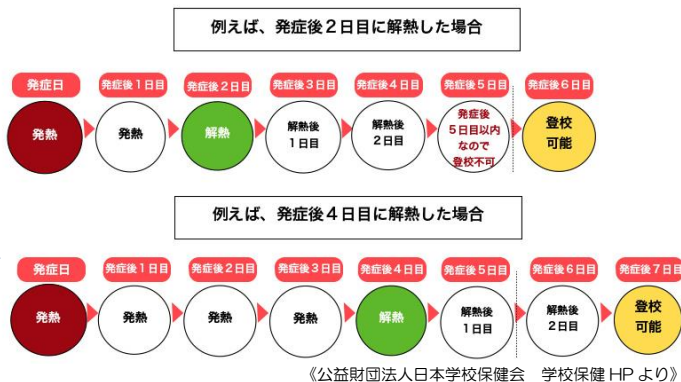 例えば、発症後２日目に解熱した場合
発症日 発症後１日目 発症後２日目 発症後３日目 発症後４日目 発症後５日目 発症後６日目
発熱 発熱 解熱
解熱後
１日目
解熱後
２日目
発症後
５日目以内
なので
登校不可
登校
可能
例えば、発症後４日目に解熱した場合
発症日 発症後１日目 発症後２日目 発症後３日目 発症後４日目 発症後５日目 発症後６日目 発症後７日目
発熱 発熱 発熱 発熱 解熱
解熱後
１日目
解熱後
２日目
登校
可能
《公益財団法人日本学校保健会　学校保健 HP より》